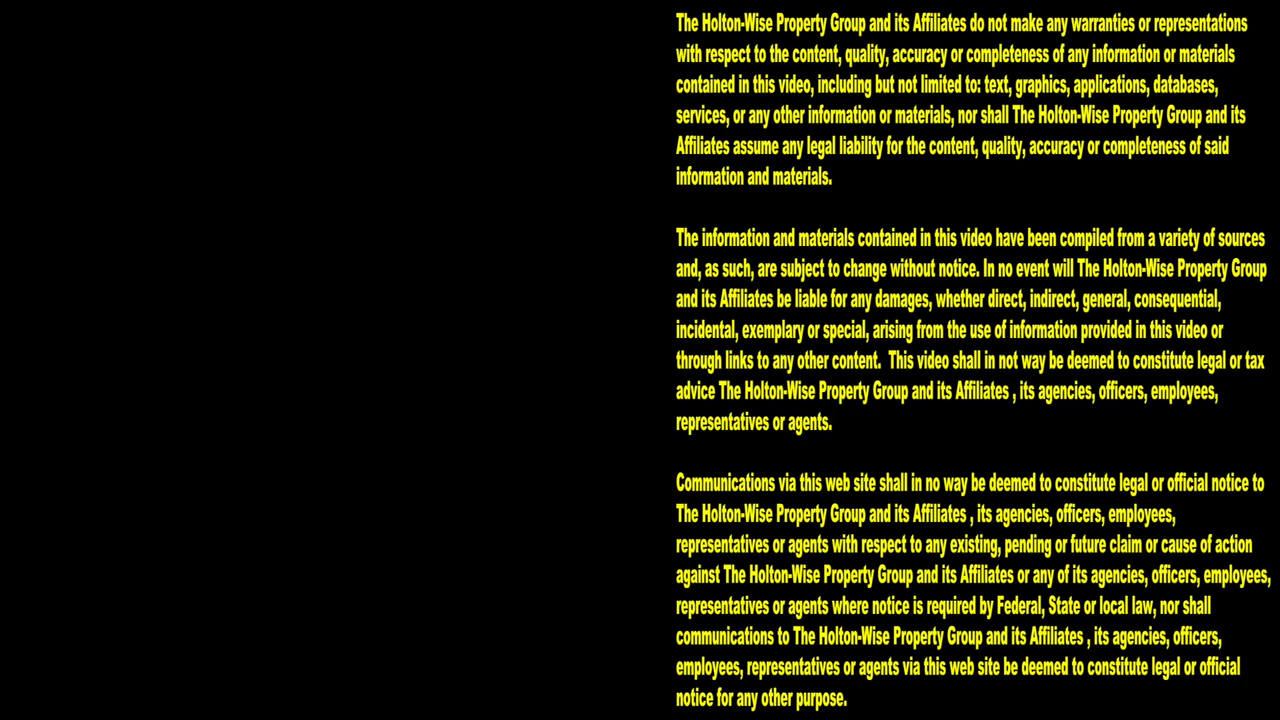 The Holton-Wise Property Group and its Affiliates do not make any warranties or representations
with respect to the content, quality, accuracy or completeness of any information or materials
contained in this video, including but not limited to: text, graphics, applications, databases,
services, or any other information or materials, nor shall The Holton-Wise Property Group and its
Affiliates assume any legal liability for the content, quality, accuracy or completeness of said
information and materials.
The information and materials contained in this video have been compiled from a variety of sources
and, as such, are subject to change without notice. In no event will The Holton-Wise Property Group
and its Affiliates be liable for any damages, whether direct, indirect, general, consequential,
incidental, exemplary or special, arising from the use of information provided in this video or
through links to any other content.  This video shall in not way be deemed to constitute legal or tax
advice The Holton-Wise Property Group and its Affiliates , its agencies, officers, employees,
representatives or agents.
Communications via this web site shall in no way be deemed to constitute legal or official notice to
The Holton-Wise Property Group and its Affiliates , its agencies, officers, employees,
representatives or agents with respect to any existing, pending or future claim or cause of action
against The Holton-Wise Property Group and its Affiliates or any of its agencies, officers, employees,
representatives or agents where notice is required by Federal, State or local law, nor shall
communications to The Holton-Wise Property Group and its Affiliates , its agencies, officers,
employees, representatives or agents via this web site be deemed to constitute legal or official
notice for any other purpose.